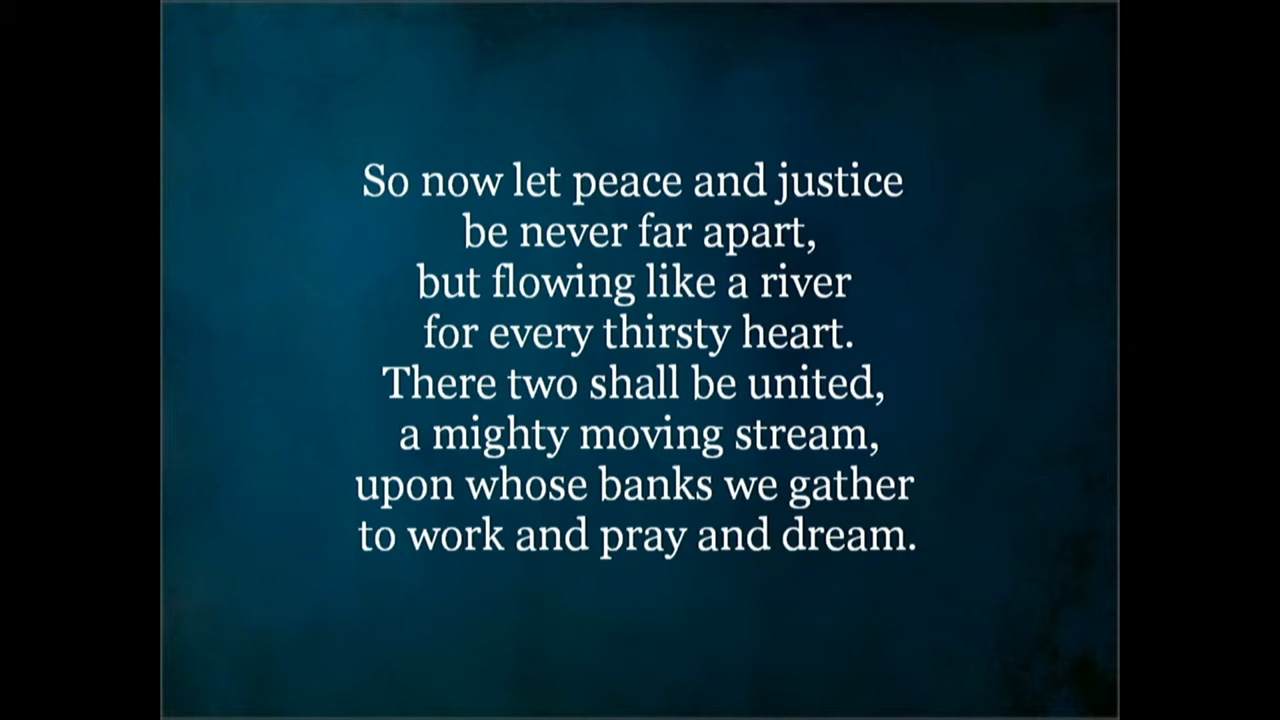 So now let peace and justice
be never far apart,
but flowing like a river
for every thirsty heart.
There two shall be united,
a mighty moving stream,
upon whose banks we gather
to work and pray and dream.